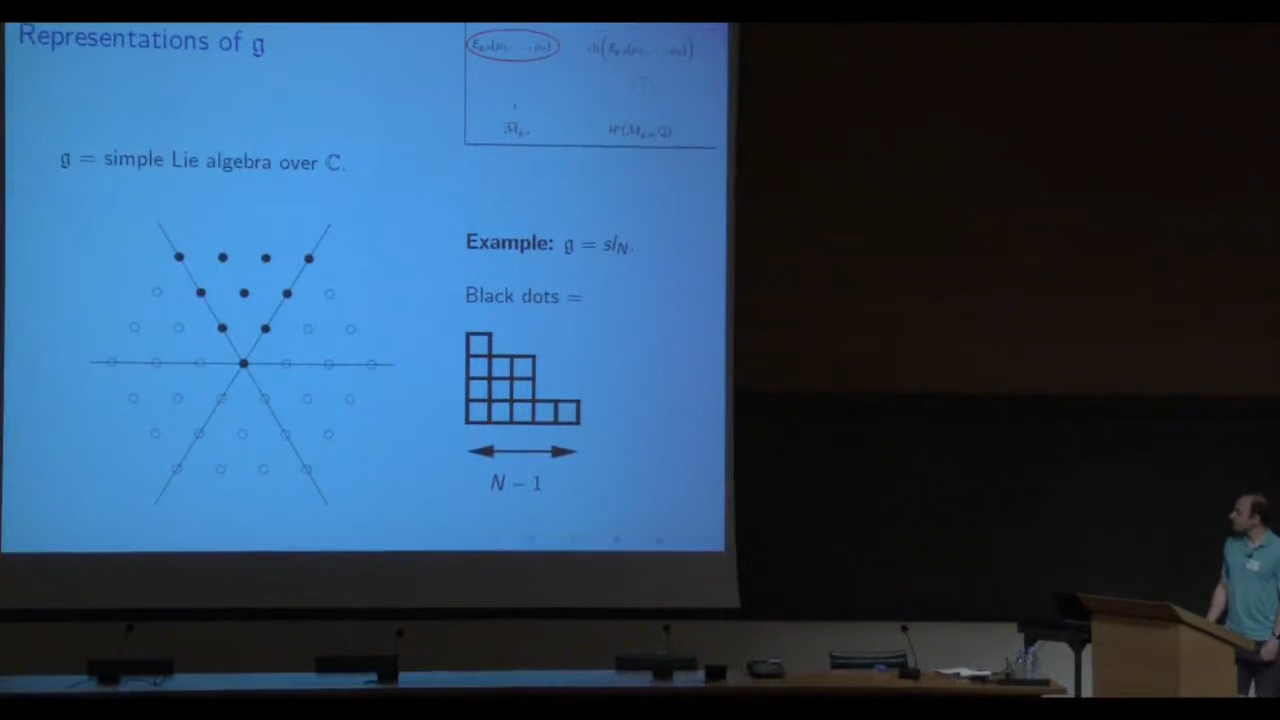 Representations of 𝔤
𝔤 = simple Lie algebra over ℂ.
Example: 𝔤 = sl_N.
Black dots =
N − 1